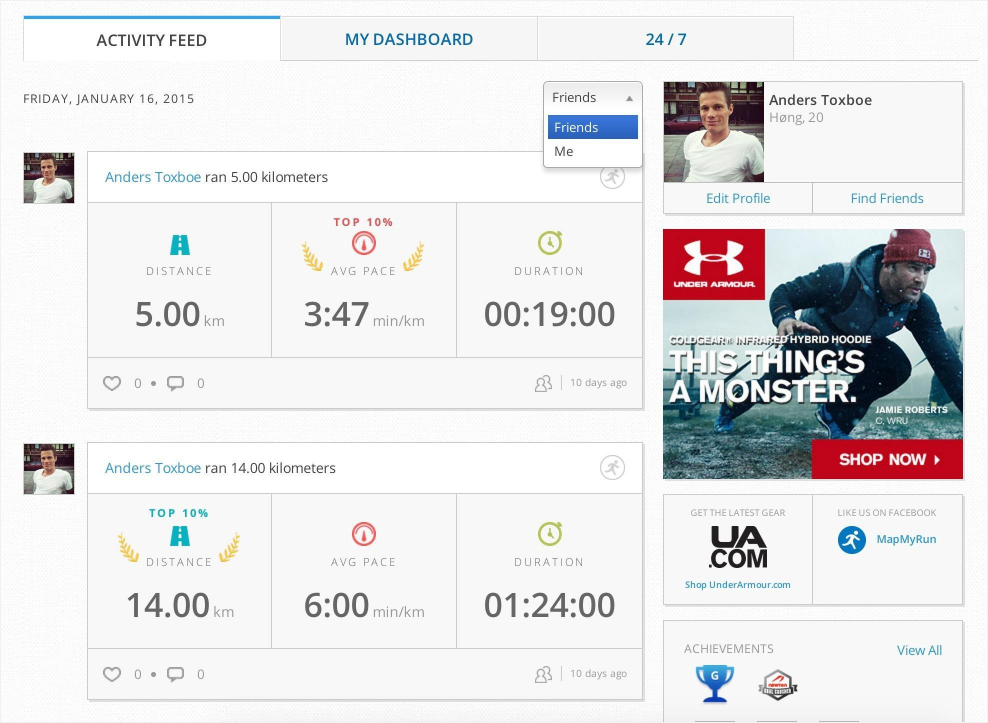 ACTIVITY FEED
MY DASHBOARD
24 / 7
FRIDAY, JANUARY 16, 2015
Friends
Friends
Me
Anders Toxboe ran 5.00 kilometers
DISTANCE
5.00 km
TOP 10%
AVG PACE
3:47 min/km
DURATION
00:19:00
0 • 0
10 days ago
Anders Toxboe ran 14.00 kilometers
TOP 10%
DISTANCE
14.00 km
AVG PACE
6:00 min/km
DURATION
01:24:00
0 • 0
10 days ago
Anders Toxboe
Høng, 20
Edit Profile
Find Friends
UNDER ARMOUR.
COLDGEAR® INFRARED HYBRID HOODIE
THIS THING'S
A MONSTER.
JAMIE ROBERTS
C, WRU
SHOP NOW
GET THE LATEST GEAR
UA
.COM
Shop UnderArmour.com
LIKE US ON FACEBOOK
MapMyRun
ACHIEVEMENTS
View All
G